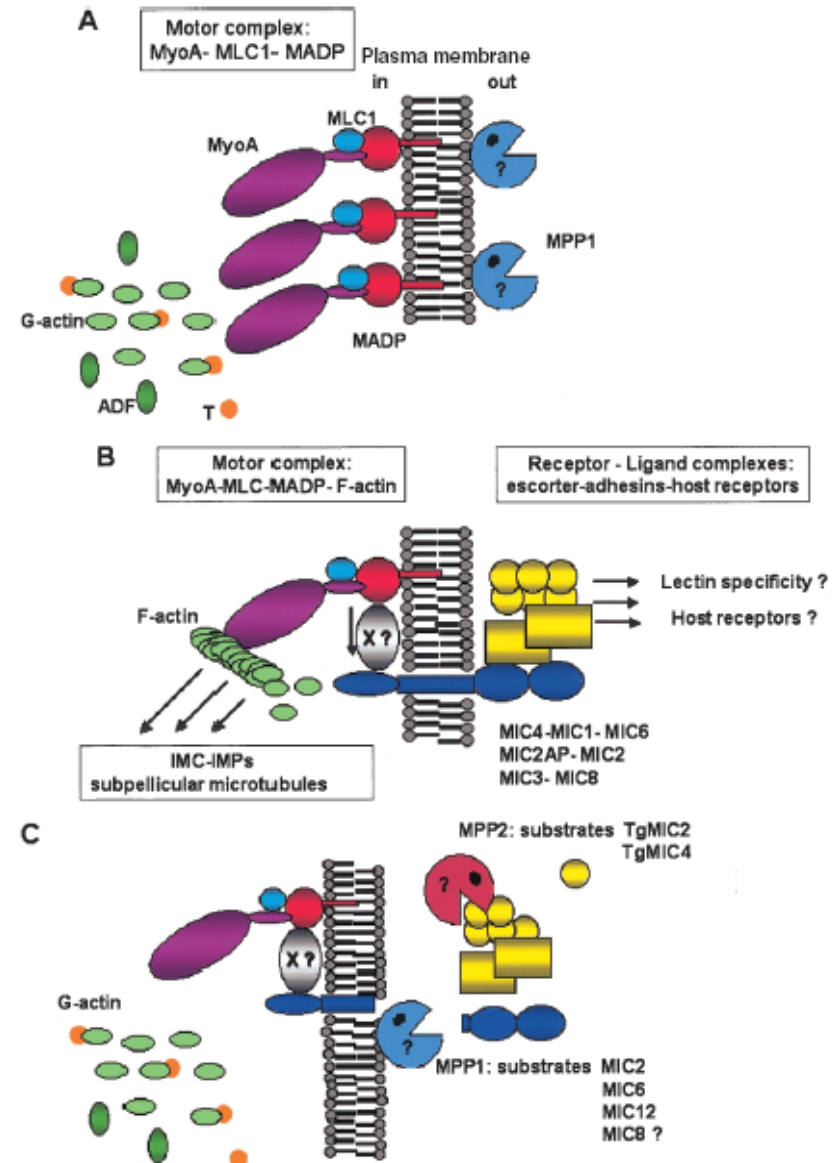 A
Motor complex:
MyoA- MLC1- MADP
Plasma membrane
in out
MLC1
MyoA
?
MPP1
?
G-actin
MADP
ADF
T
B
Motor complex:
MyoA-MLC-MADP- F-actin
Receptor - Ligand complexes:
escorter-adhesins-host receptors
Lectin specificity ?
F-actin
X ?
Host receptors ?
MIC4-MIC1- MIC6
MIC2AP- MIC2
MIC3- MIC8
IMC-IMPs
subpellicular microtubules
C
MPP2: substrates TgMIC2
TgMIC4
?
X ?
G-actin
?
MPP1: substrates MIC2
MIC6
MIC12
MIC8 ?